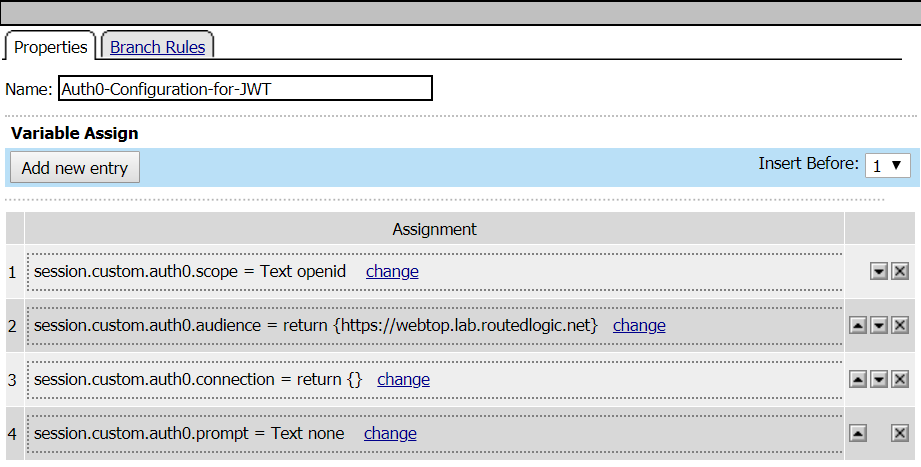 Properties Branch Rules
Name: Auth0-Configuration-for-JWT
Variable Assign
Add new entry Insert Before: 1
Assignment
1 session.custom.auth0.scope = Text openid change
2 session.custom.auth0.audience = return {https://webtop.lab.routedlogic.net} change
3 session.custom.auth0.connection = return {} change
4 session.custom.auth0.prompt = Text none change